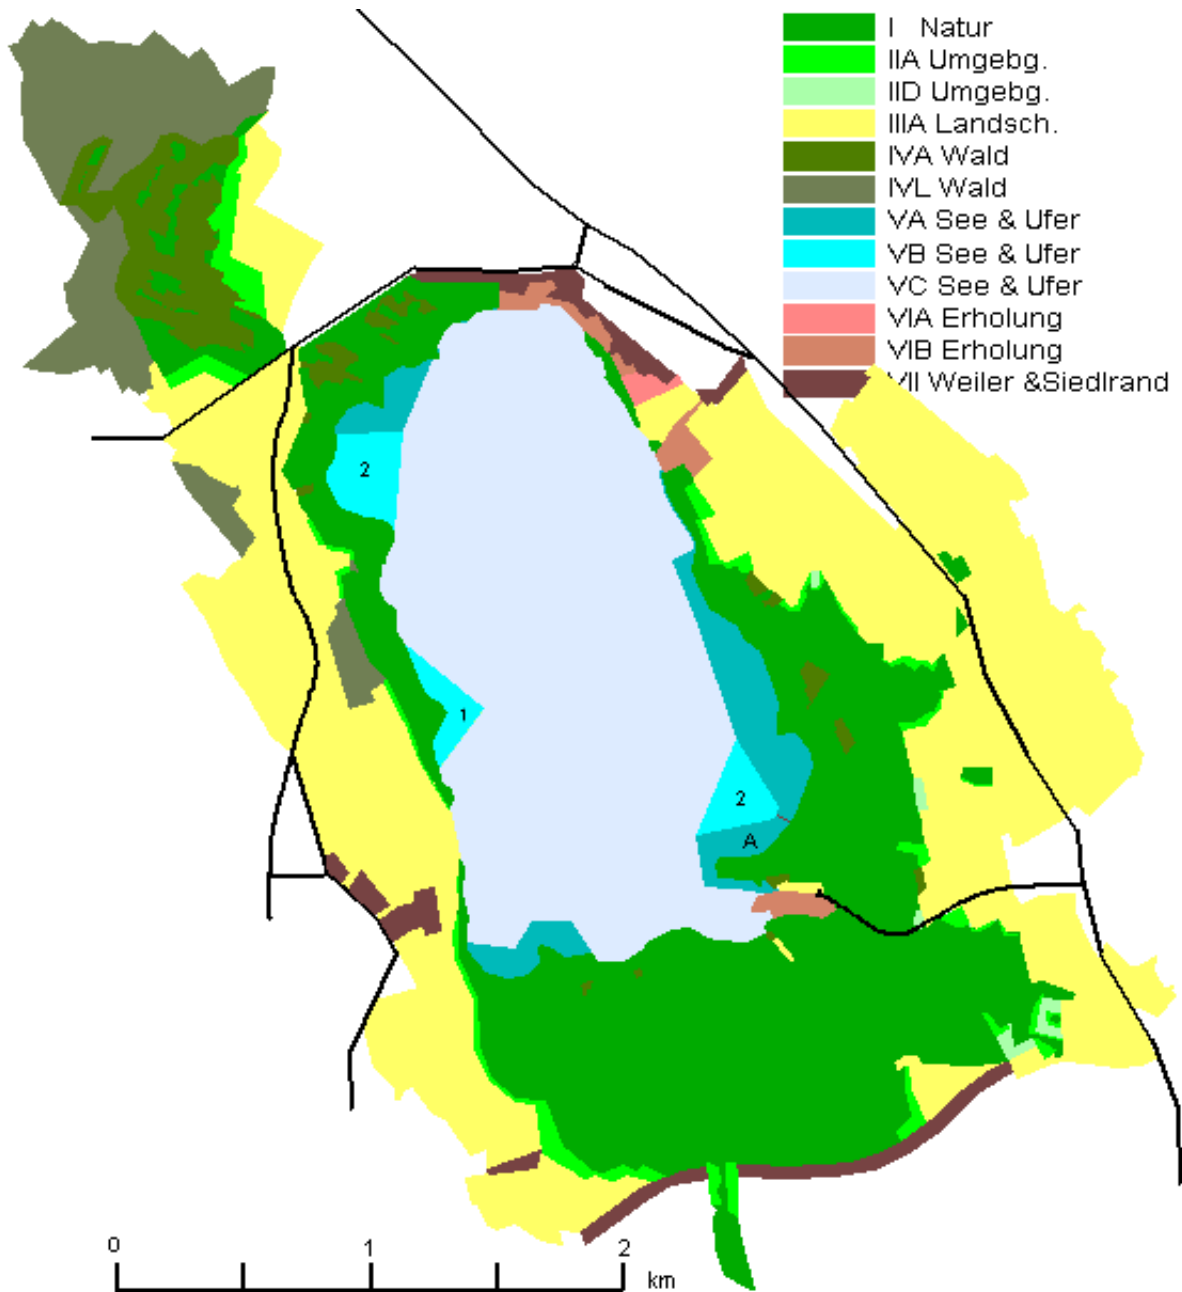 I Natur
IIA Umgebg.
IID Umgebg.
IIIA Landsch.
IVA Wald
IVL Wald
VA See & Ufer
VB See & Ufer
VC See & Ufer
VIA Erholung
VIB Erholung
VII Weiler &Siedlrand
2
1
2
A
0 1 2
km